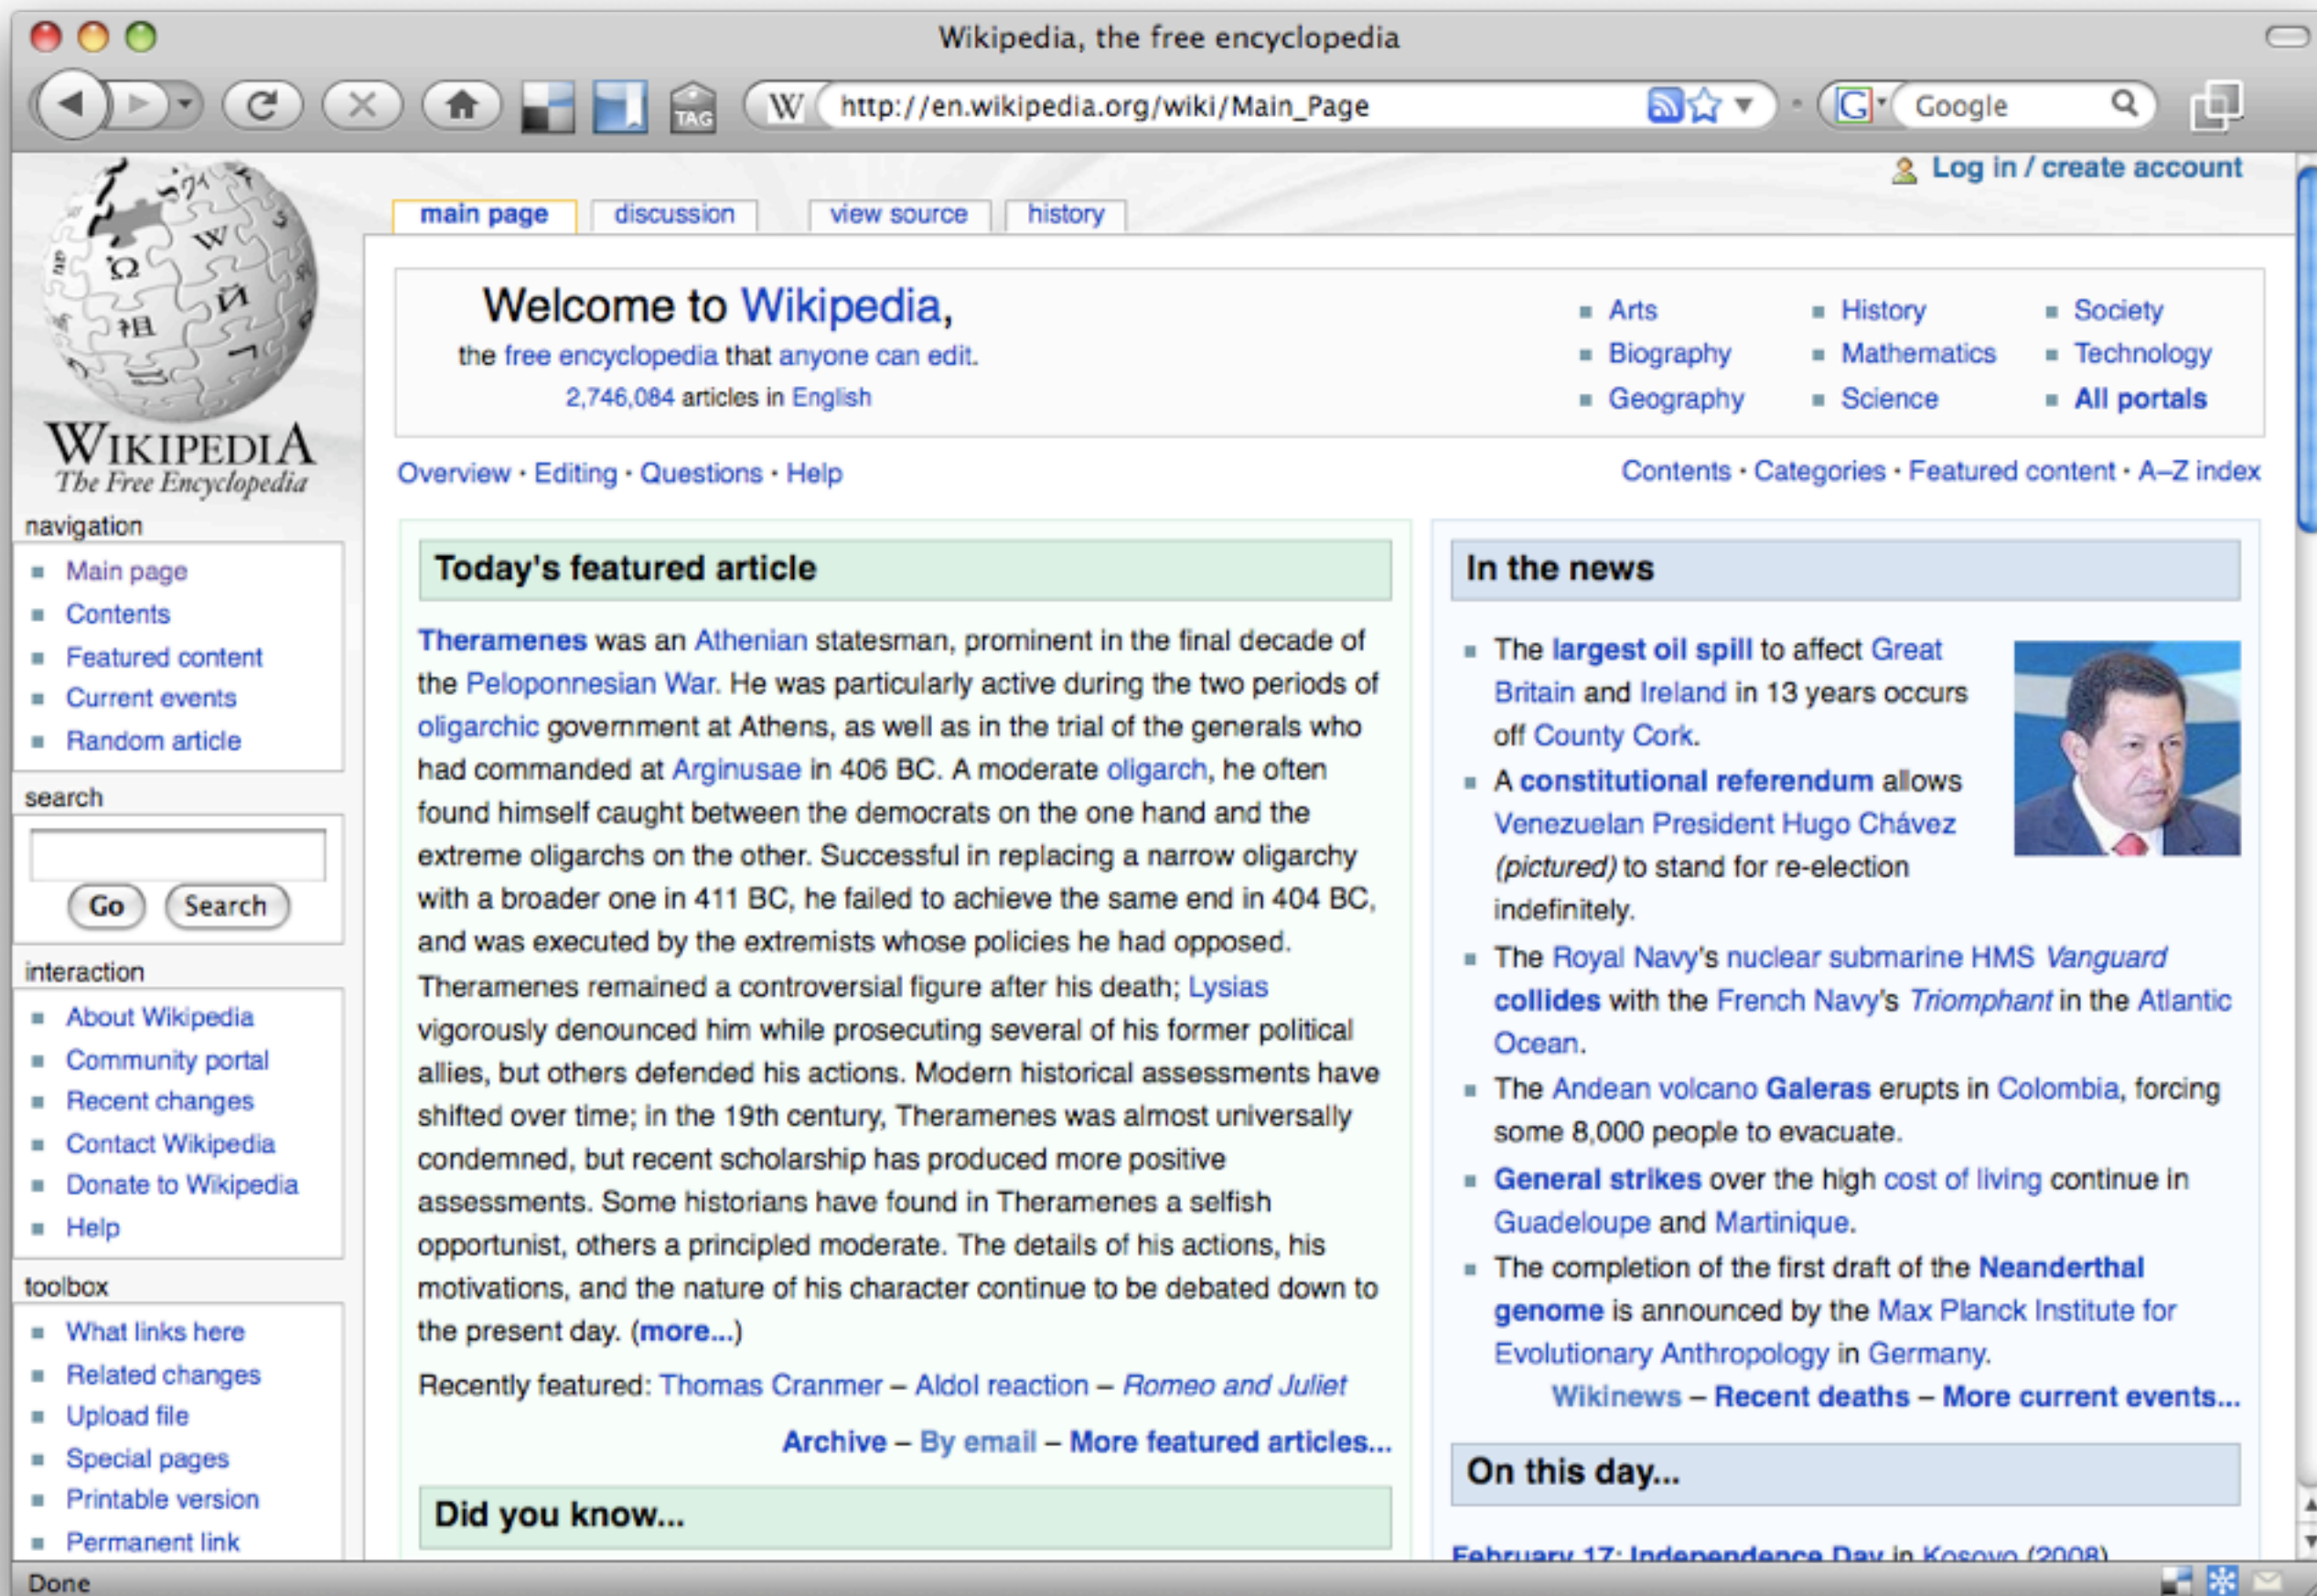 Wikipedia, the free encyclopedia
TAG
W http://en.wikipedia.org/wiki/Main_Page
G Google
Log in / create account
main page discussion view source history
WIKIPEDIA
The Free Encyclopedia
navigation
Main page
Contents
Featured content
Current events
Random article
search
Go Search
interaction
About Wikipedia
Community portal
Recent changes
Contact Wikipedia
Donate to Wikipedia
Help
toolbox
What links here
Related changes
Upload file
Special pages
Printable version
Permanent link
Welcome to Wikipedia,
the free encyclopedia that anyone can edit.
2,746,084 articles in English
Arts History Society
Biography Mathematics Technology
Geography Science All portals
Overview · Editing · Questions · Help
Contents · Categories · Featured content · A–Z index
Today's featured article
Theramenes was an Athenian statesman, prominent in the final decade of
the Peloponnesian War. He was particularly active during the two periods of
oligarchic government at Athens, as well as in the trial of the generals who
had commanded at Arginusae in 406 BC. A moderate oligarch, he often
found himself caught between the democrats on the one hand and the
extreme oligarchs on the other. Successful in replacing a narrow oligarchy
with a broader one in 411 BC, he failed to achieve the same end in 404 BC,
and was executed by the extremists whose policies he had opposed.
Theramenes remained a controversial figure after his death; Lysias
vigorously denounced him while prosecuting several of his former political
allies, but others defended his actions. Modern historical assessments have
shifted over time; in the 19th century, Theramenes was almost universally
condemned, but recent scholarship has produced more positive
assessments. Some historians have found in Theramenes a selfish
opportunist, others a principled moderate. The details of his actions, his
motivations, and the nature of his character continue to be debated down to
the present day. (more...)
Recently featured: Thomas Cranmer – Aldol reaction – Romeo and Juliet
Archive – By email – More featured articles...
Did you know...
In the news
The largest oil spill to affect Great
Britain and Ireland in 13 years occurs
off County Cork.
A constitutional referendum allows
Venezuelan President Hugo Chávez
(pictured) to stand for re-election
indefinitely.
The Royal Navy's nuclear submarine HMS Vanguard
collides with the French Navy's Triomphant in the Atlantic
Ocean.
The Andean volcano Galeras erupts in Colombia, forcing
some 8,000 people to evacuate.
General strikes over the high cost of living continue in
Guadeloupe and Martinique.
The completion of the first draft of the Neanderthal
genome is announced by the Max Planck Institute for
Evolutionary Anthropology in Germany.
Wikinews – Recent deaths – More current events...
On this day...
February 17: Independence Day in Kosovo (2008)
Done